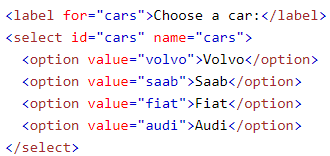 <label for="cars">Choose a car:</label>
<select id="cars" name="cars">
  <option value="volvo">Volvo</option>
  <option value="saab">Saab</option>
  <option value="fiat">Fiat</option>
  <option value="audi">Audi</option>
</select>